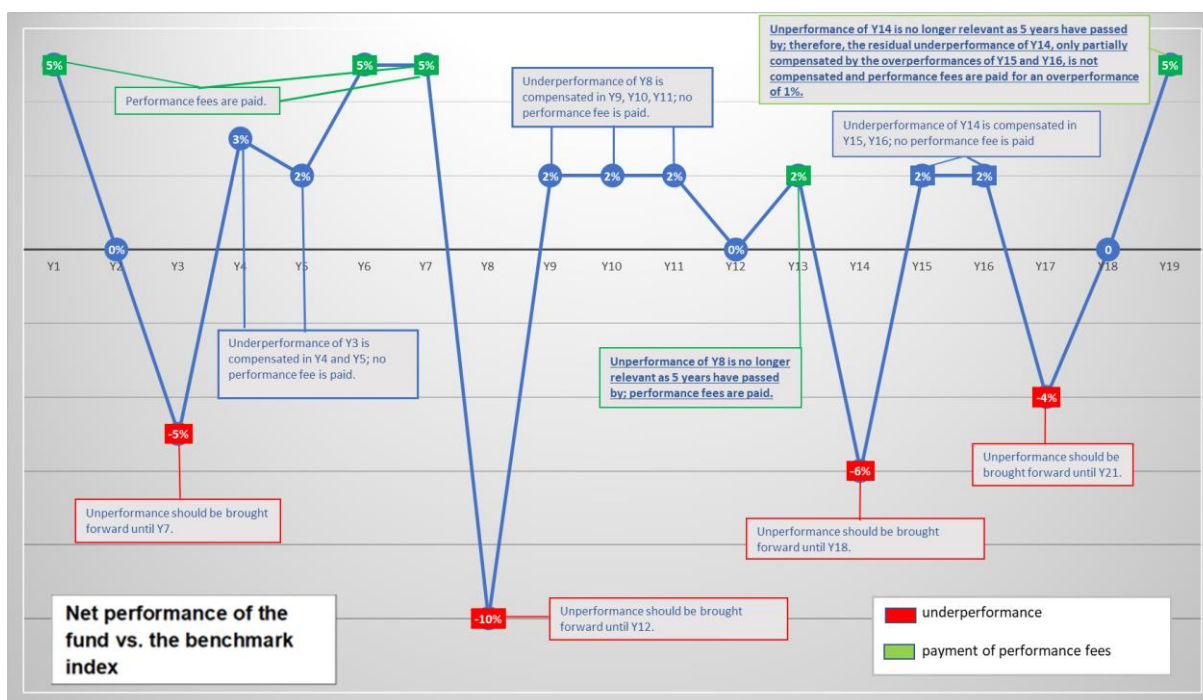 Unperformance of Y14 is no longer relevant as 5 years have passed
by; therefore, the residual underperformance of Y14, only partially
compensated by the overperformances of Y15 and Y16, is not
compensated and performance fees are paid for an overperformance
of 1%.
5%
5%
5%
5%
Performance fees are paid.
Underperformance of Y8 is
compensated in Y9, Y10, Y11; no
performance fee is paid.
Underperformance of Y14 is compensated in
Y15, Y16; no performance fee is paid
3%
2%
2%
2%
2%
2%
2%
2%
0%
0%
0
Y1
Y2
Y3
Y4
Y5
Y6
Y7
Y8
Y9
Y10
Y11
Y12
Y13
Y14
Y15
Y16
Y17
Y18
Y19
Underperformance of Y3 is
compensated in Y4 and Y5; no
performance fee is paid.
Unperformance of Y8 is no longer
relevant as 5 years have passed
by; performance fees are paid.
-4%
-5%
-6%
Unperformance should be
brought forward until Y21.
Unperformance should be brought
forward until Y7.
Unperformance should be brought
forward until Y18.
-10%
Unperformance should be brought
forward until Y12.
Net performance of the
fund vs. the benchmark
index
underperformance
payment of performance fees